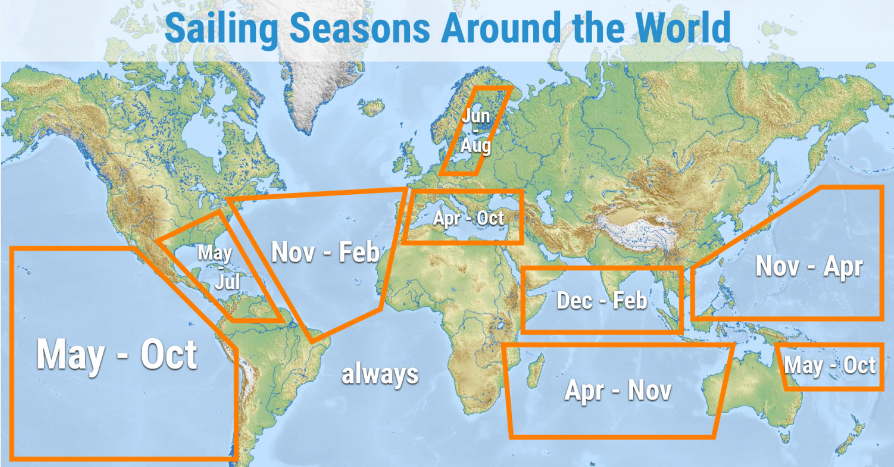 Sailing Seasons Around the World
Jun
-
Aug
Apr - Oct
May
-
Jul
Nov - Feb
Nov - Apr
Dec - Feb
May - Oct
always
Apr - Nov
May - Oct